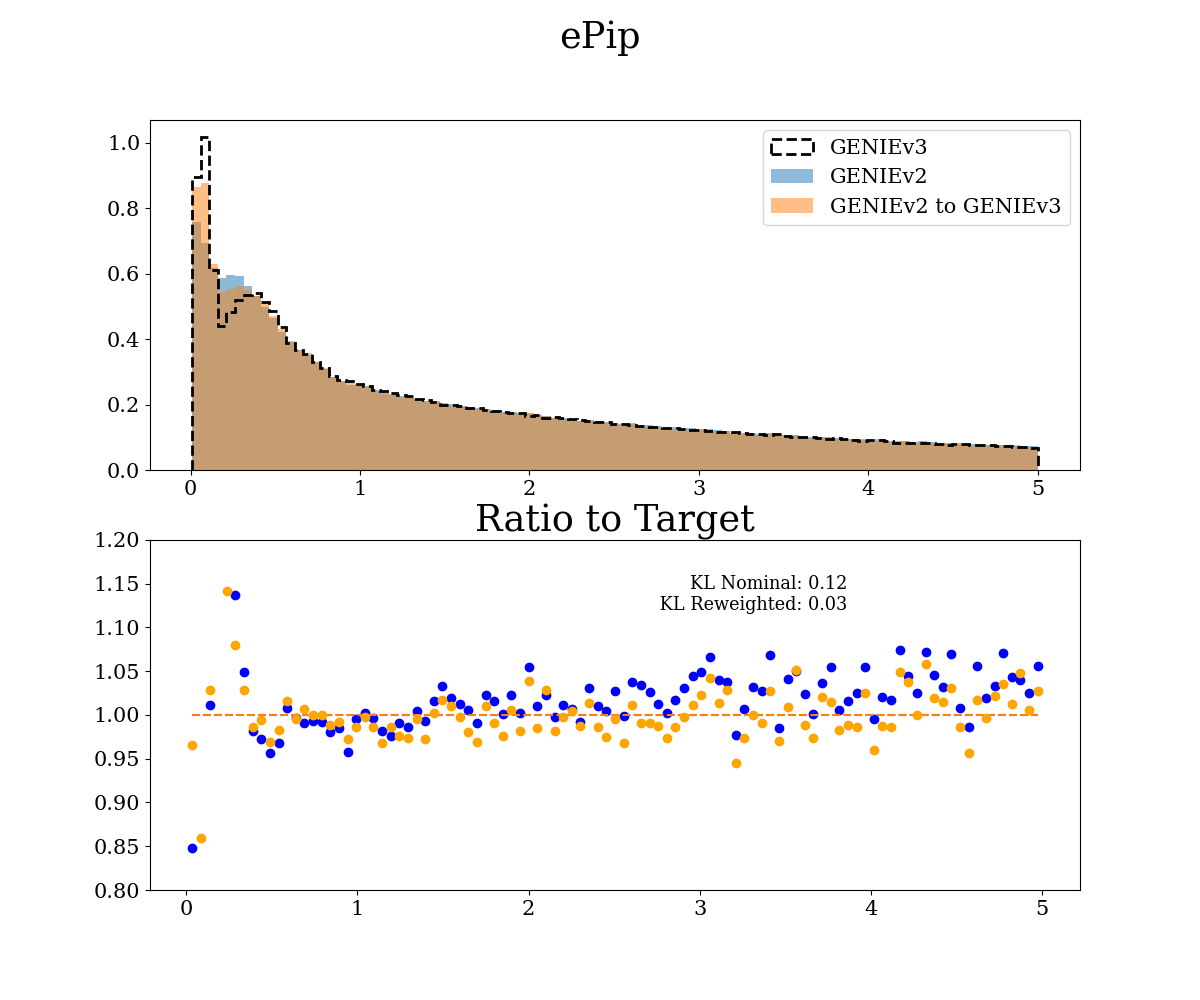 ePip
1.0
0.8
0.6
0.4
0.2
0.0
GENIEv3
GENIEv2
GENIEv2 to GENIEv3
0 1 2 3 4 5
Ratio to Target
1.20
1.15
1.10
1.05
1.00
0.95
0.90
0.85
0.80
KL Nominal: 0.12
KL Reweighted: 0.03
0 1 2 3 4 5